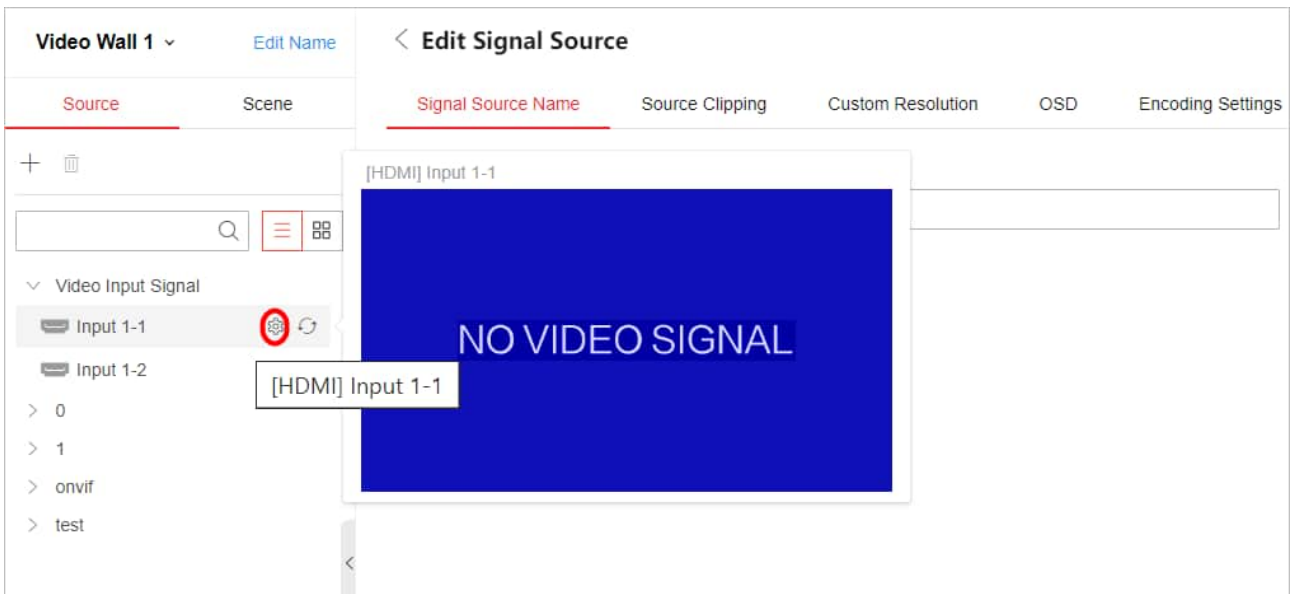 Video Wall 1 Edit Name
Edit Signal Source
Source Scene
Signal Source Name Source Clipping Custom Resolution OSD Encoding Settings
[HDMI] Input 1-1
Video Input Signal
Input 1-1
NO VIDEO SIGNAL
Input 1-2
[HDMI] Input 1-1
0
1
onvif
test